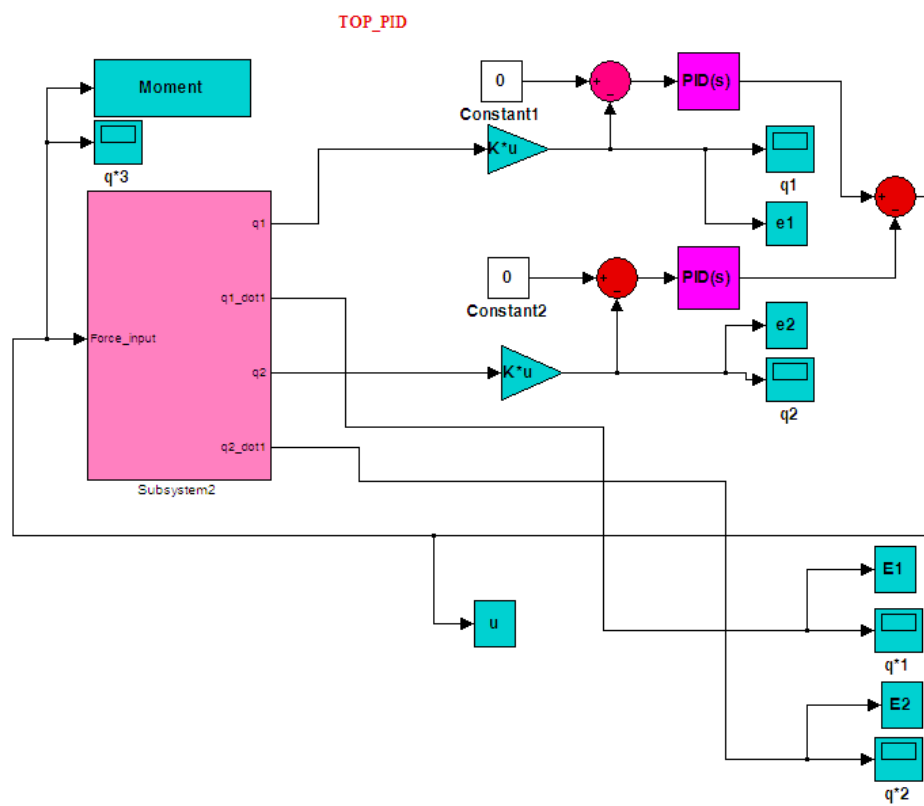 TOP_PID
Moment
q*3
0
Constant1
+
−
PID(s)
K*u
q1
e1
+
−
q1
q1_dot1
Force_input
q2
q2_dot1
Subsystem2
0
Constant2
+
−
PID(s)
K*u
e2
q2
u
E1
q*1
E2
q*2